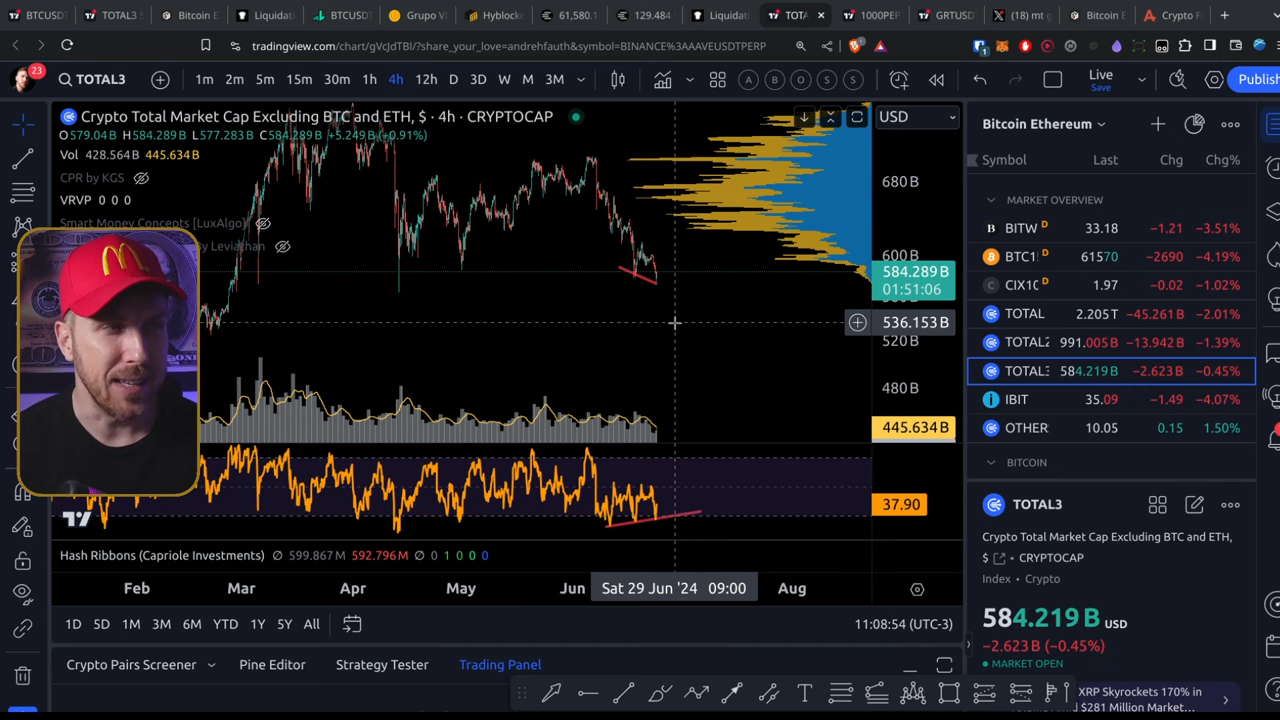 BTCUSDT
TOTAL3
Bitcoin E
Liquidat
BTCUSDT
Grupo VI
Hyblock
61,580.1
129.484
Liquidat
TOTA
1000PEP
GRTUSD
(18) mt g
Bitcoin E
Crypto F
tradingview.com/chart/gVcJdTBl/?share_your_love=andrehfauth&symbol=BINANCE%3AAAVEUSDTPERP
1
23
TOTAL3
1m 2m 5m 15m 30m 1h 4h 12h D 3D W M 3M
A B O S S
Live
Save
Publish
Crypto Total Market Cap Excluding BTC and ETH, $ · 4h · CRYPTOCAP
O579.04B H584.289B L577.283B C584.289B +5.249B (+0.91%)
Vol 428.564B 445.634B
CPR by KGS
VRVP 0 0 0
Smart Money Concepts [LuxAlgo]
By Leviathan
USD
680B
600B
584.289B
01:51:06
536.153B
520B
480B
445.634B
37.90
Hash Ribbons (Capriole Investments) ∅ 599.867M 592.796M ∅ 0 1 0 0 0
Feb Mar Apr May Jun Sat 29 Jun '24 09:00 Aug
1D 5D 1M 3M 6M YTD 1Y 5Y All
11:08:54 (UTC-3)
Crypto Pairs Screener
Pine Editor
Strategy Tester
Trading Panel
Bitcoin Ethereum
Symbol Last Chg Chg%
MARKET OVERVIEW
BITW D 33.18 −1.21 −3.51%
BTC1! D 61570 −2690 −4.19%
CIX10 D 1.97 −0.02 −1.02%
TOTAL 2.205T −45.261B −2.01%
TOTAL2 991.005B −13.942B −1.39%
TOTAL3 584.219B −2.623B −0.45%
IBIT 35.09 −1.49 −4.07%
OTHER 10.05 0.15 1.50%
BITCOIN
TOTAL3
Crypto Total Market Cap Excluding BTC and ETH,
$ · CRYPTOCAP
Index · Crypto
584.219B USD
−2.623B (−0.45%)
MARKET OPEN
XRP Skyrockets 170% in
$281 Million Market...